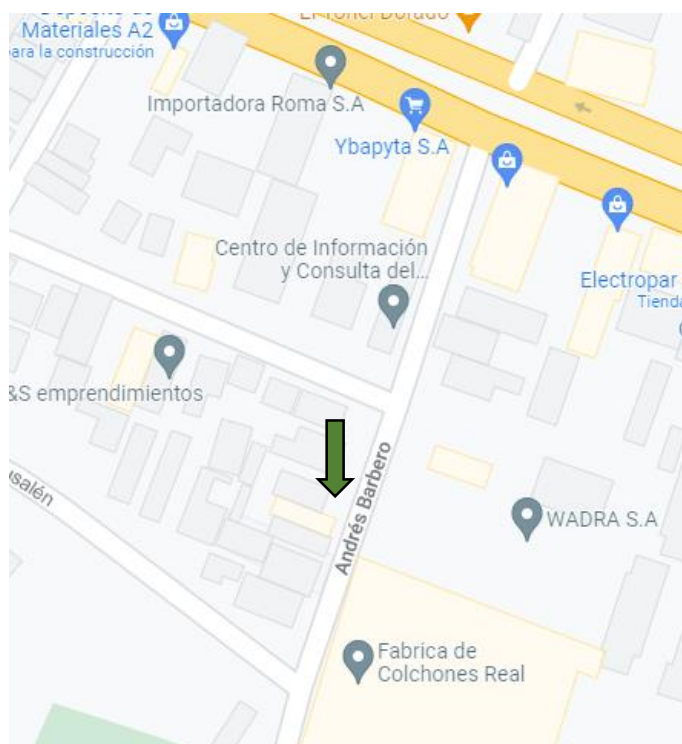 Materiales A2
para la construcción
Importadora Roma S.A
Ybapyta S.A
Centro de Información
y Consulta del...
Electropar
Tienda
&S emprendimientos
usalén
Andrés Barbero
WADRA S.A
Fabrica de
Colchones Real